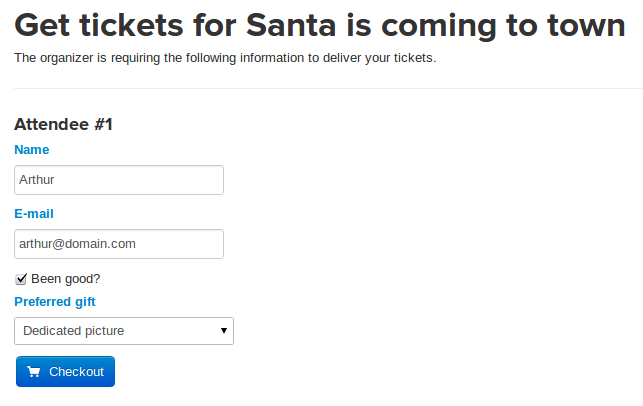 Get tickets for Santa is coming to town
The organizer is requiring the following information to deliver your tickets.
Attendee #1
Name
Arthur
E-mail
arthur@domain.com
Been good?
Preferred gift
Dedicated picture
Checkout